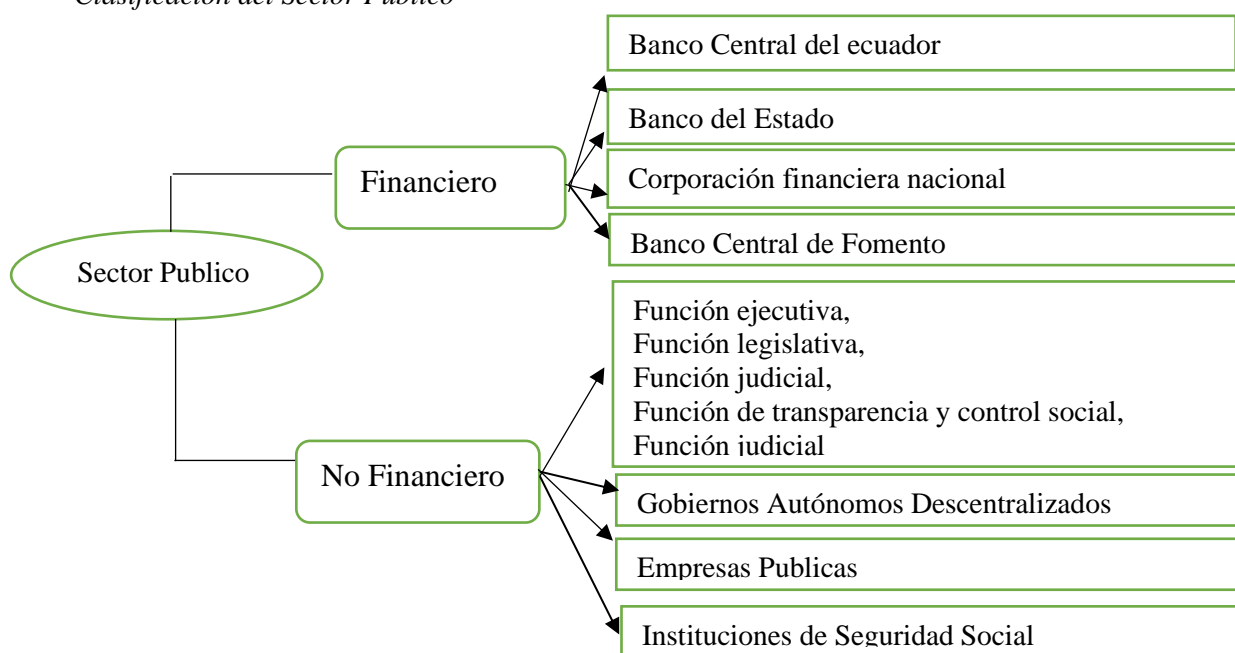 Clasificación del Sector Público
Banco Central del ecuador
Banco del Estado
Financiero
Corporación financiera nacional
Banco Central de Fomento
Sector Publico
Función ejecutiva,
Función legislativa,
Función judicial,
Función de transparencia y control social,
Función judicial
No Financiero
Gobiernos Autónomos Descentralizados
Empresas Publicas
Instituciones de Seguridad Social